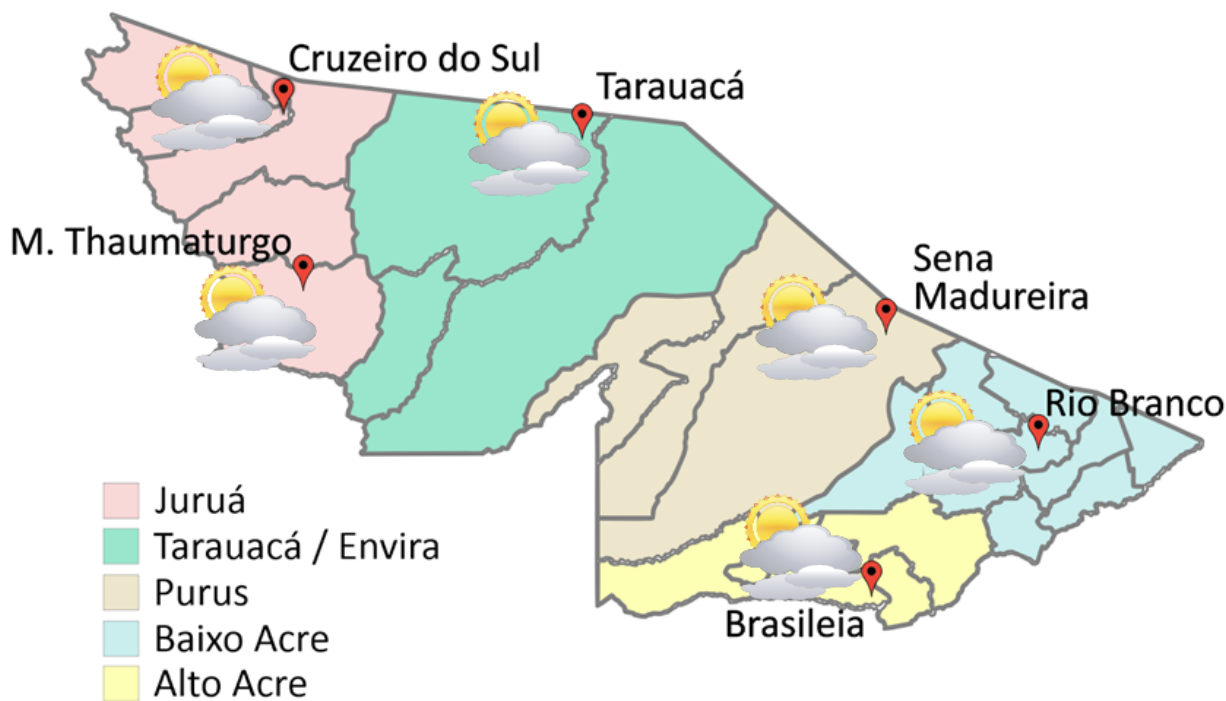 Cruzeiro do Sul
Tarauacá
M. Thaumaturgo
Sena
Madureira
Rio Branco
Brasileia
Juruá
Tarauacá / Envira
Purus
Baixo Acre
Alto Acre